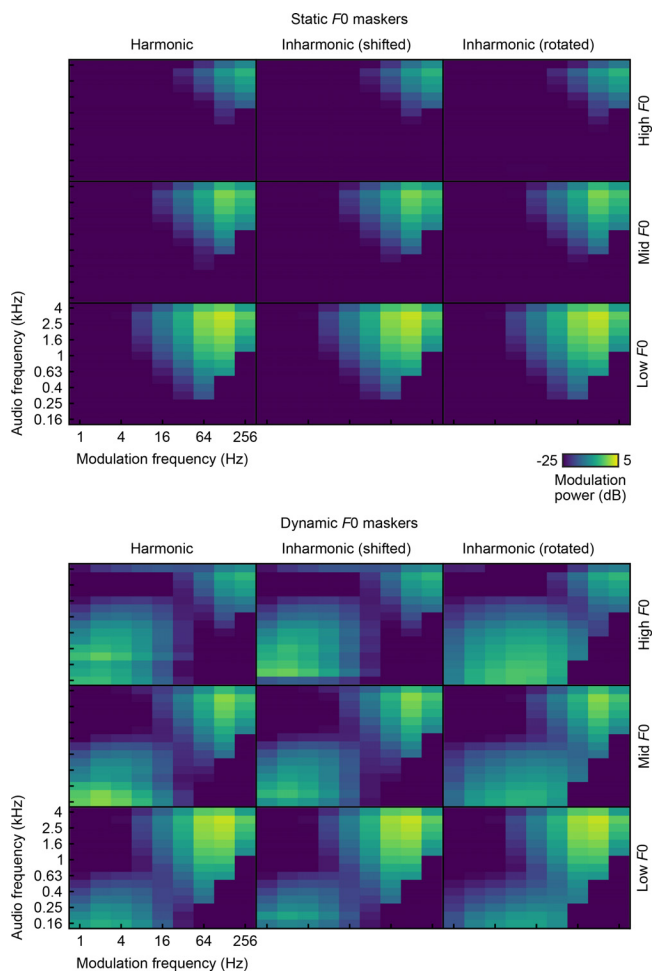 Static F0 maskers
Harmonic
Inharmonic (shifted)
Inharmonic (rotated)
High F0
Mid F0
Low F0
Audio frequency (kHz)
4
2.5
1.6
1
0.63
0.4
0.25
0.16
1 4 16 64 256
Modulation frequency (Hz)
-25 5
Modulation
power (dB)
Dynamic F0 maskers
Harmonic
Inharmonic (shifted)
Inharmonic (rotated)
High F0
Mid F0
Low F0
Audio frequency (kHz)
4
2.5
1.6
1
0.63
0.4
0.25
0.16
1 4 16 64 256
Modulation frequency (Hz)